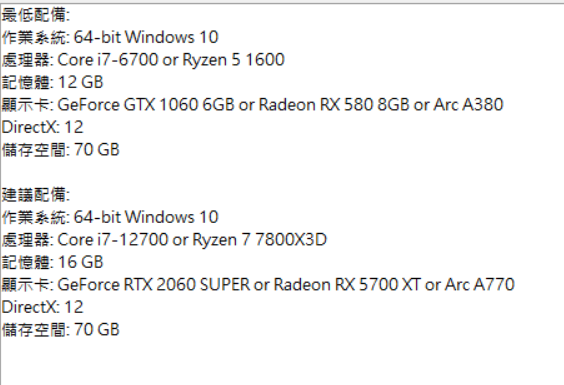 最低配備:
作業系統: 64-bit Windows 10
處理器: Core i7-6700 or Ryzen 5 1600
記憶體: 12 GB
顯示卡: GeForce GTX 1060 6GB or Radeon RX 580 8GB or Arc A380
DirectX: 12
儲存空間: 70 GB
建議配備:
作業系統: 64-bit Windows 10
處理器: Core i7-12700 or Ryzen 7 7800X3D
記憶體: 16 GB
顯示卡: GeForce RTX 2060 SUPER or Radeon RX 5700 XT or Arc A770
DirectX: 12
儲存空間: 70 GB